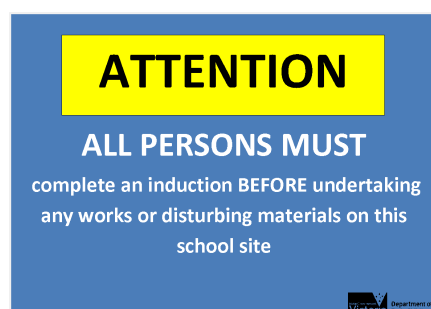 ATTENTION
ALL PERSONS MUST
complete an induction BEFORE undertaking
any works or disturbing materials on this
school site
Department of